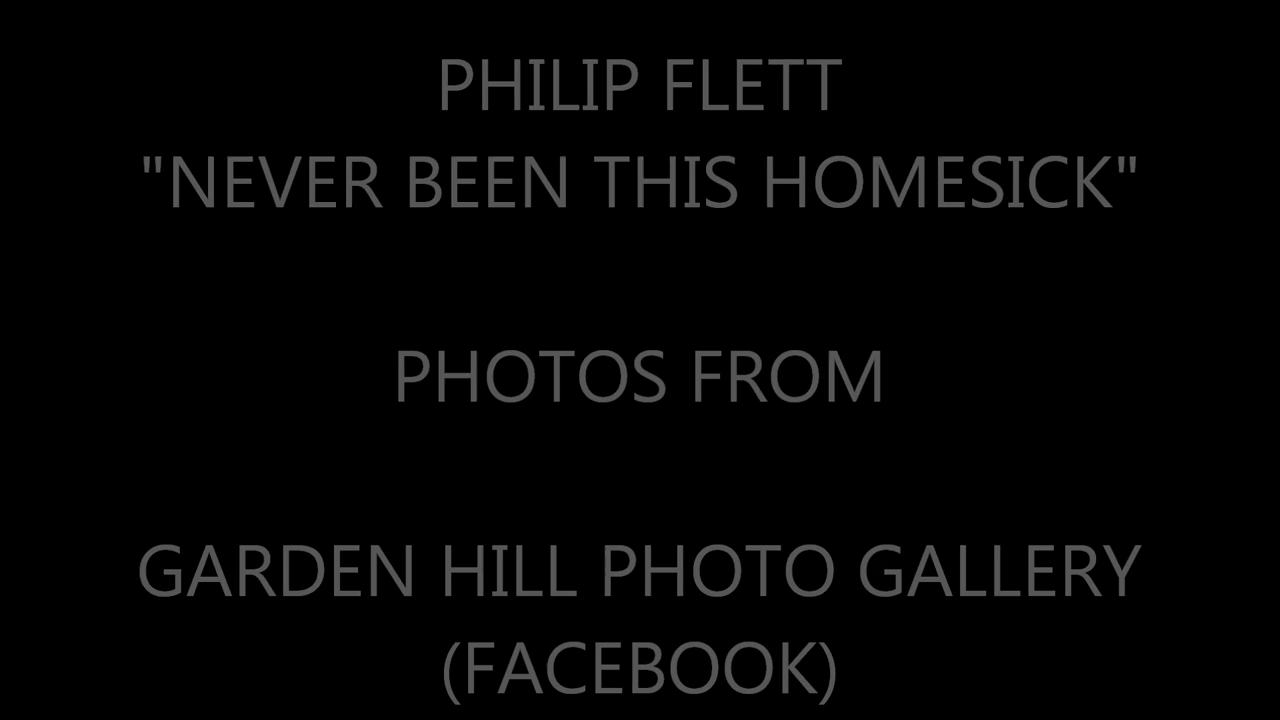 PHILIP FLETT
"NEVER BEEN THIS HOMESICK"
PHOTOS FROM
GARDEN HILL PHOTO GALLERY
(FACEBOOK)